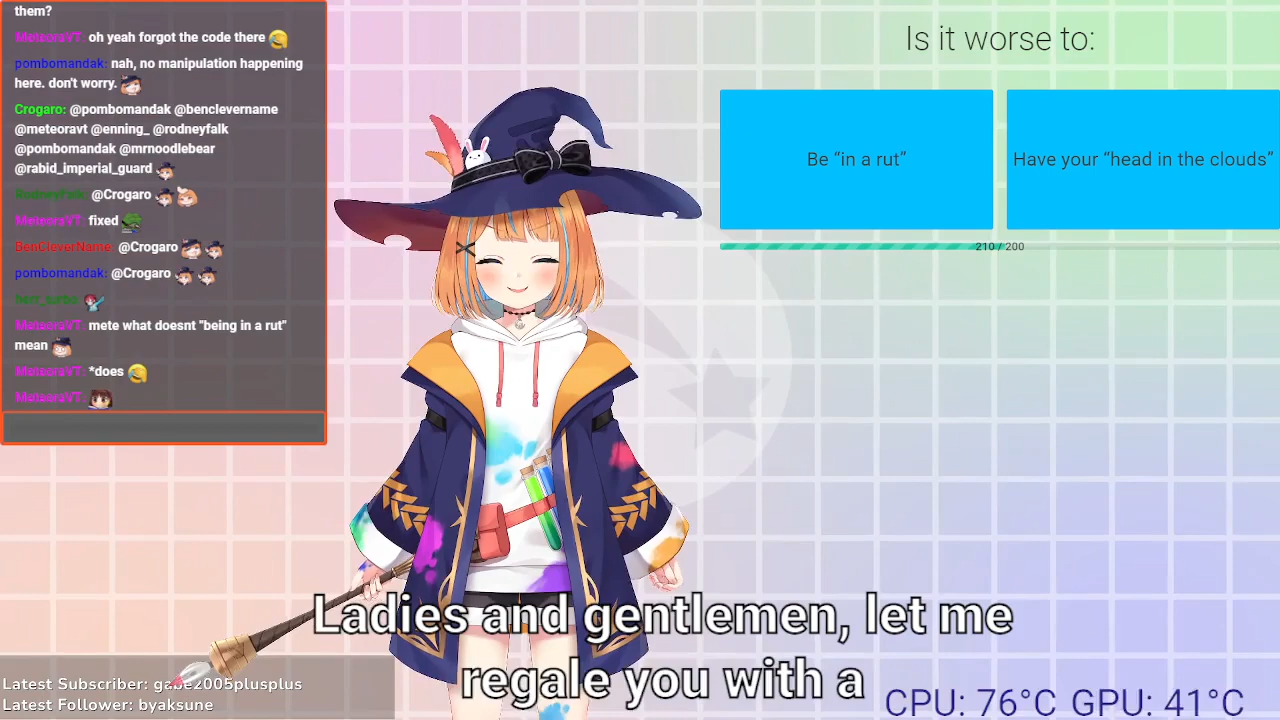 them?
MeteoraVT: oh yeah forgot the code there
pombomandak: nah, no manipulation happening
here. don't worry.
Crogaro: @pombomandak @benclevername
@meteoravt @enning_ @rodneyfalk
@pombomandak @mrnoodlebear
@rabid_imperial_guard
RodneyFalk: @Crogaro
MeteoraVT: fixed
BenCleverName: @Crogaro
pombomandak: @Crogaro
MeteoraVT: mete what doesnt "being in a rut"
mean
MeteoraVT: *does
MeteoraVT:
Is it worse to:
Be “in a rut”
Have your “head in the clouds”
210 / 200
Ladies and gentlemen, let me
regale you with a
Latest Subscriber: gabe2005plusplus
Latest Follower: byaksune
CPU: 76°C GPU: 41°C